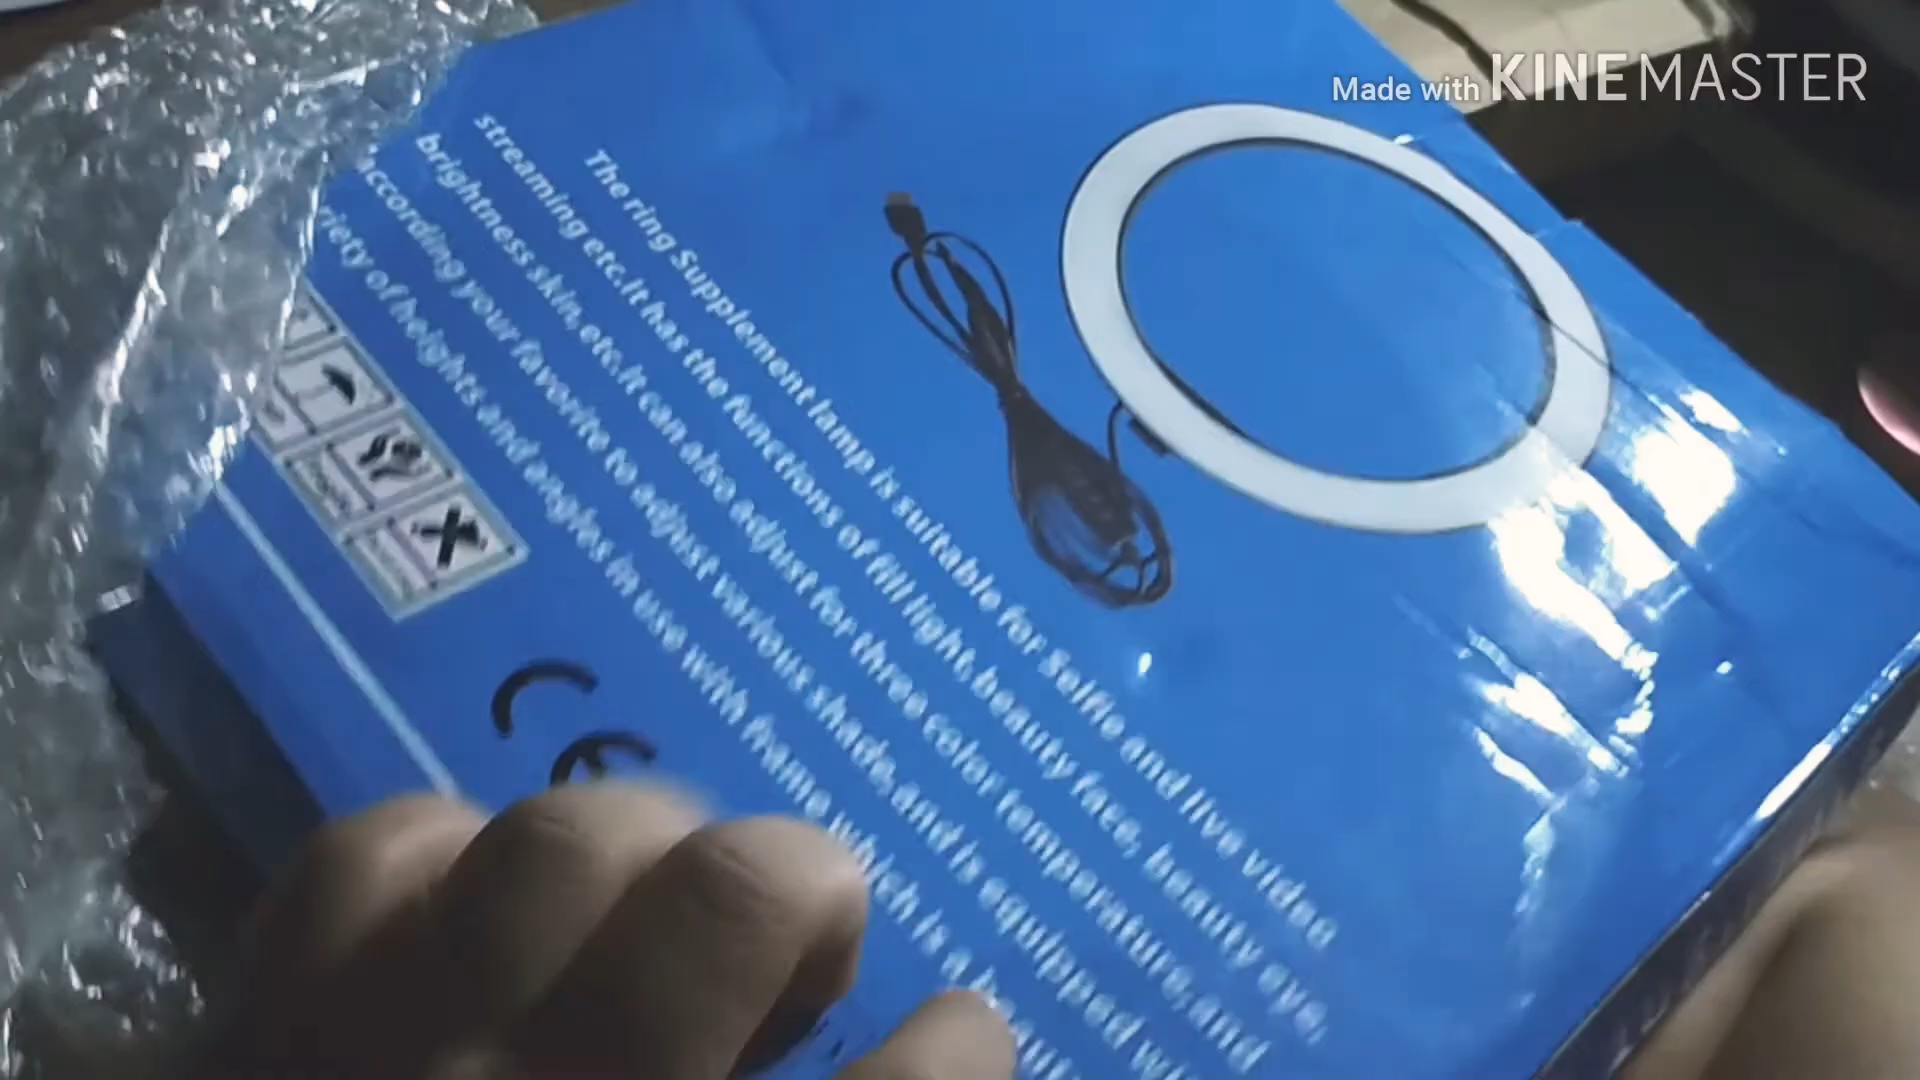 Made with KINEMASTER
The ring Supplement lamp is suitable for Selfie and live video
streaming etc.it has the functions of fill light,beauty face, beauty eye,
brightness skin,etc.it can also adjust for three color temperature,and
according your favorite to adjust various shade,and is equipped
riety of heights and angles in use with frame which is a
CE